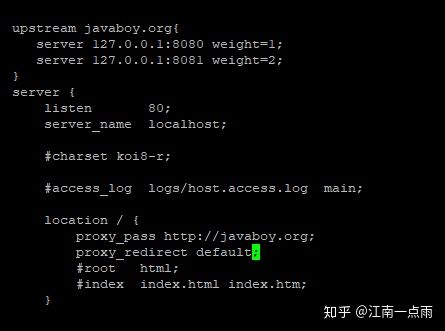 upstream javaboy.org{
   server 127.0.0.1:8080 weight=1;
   server 127.0.0.1:8081 weight=2;
}
server {
    listen       80;
    server_name  localhost;

    #charset koi8-r;

    #access_log  logs/host.access.log  main;

    location / {
        proxy_pass http://javaboy.org;
        proxy_redirect default;
        #root   html;
        #index  index.html index.htm;
    }
知乎 @江南一点雨